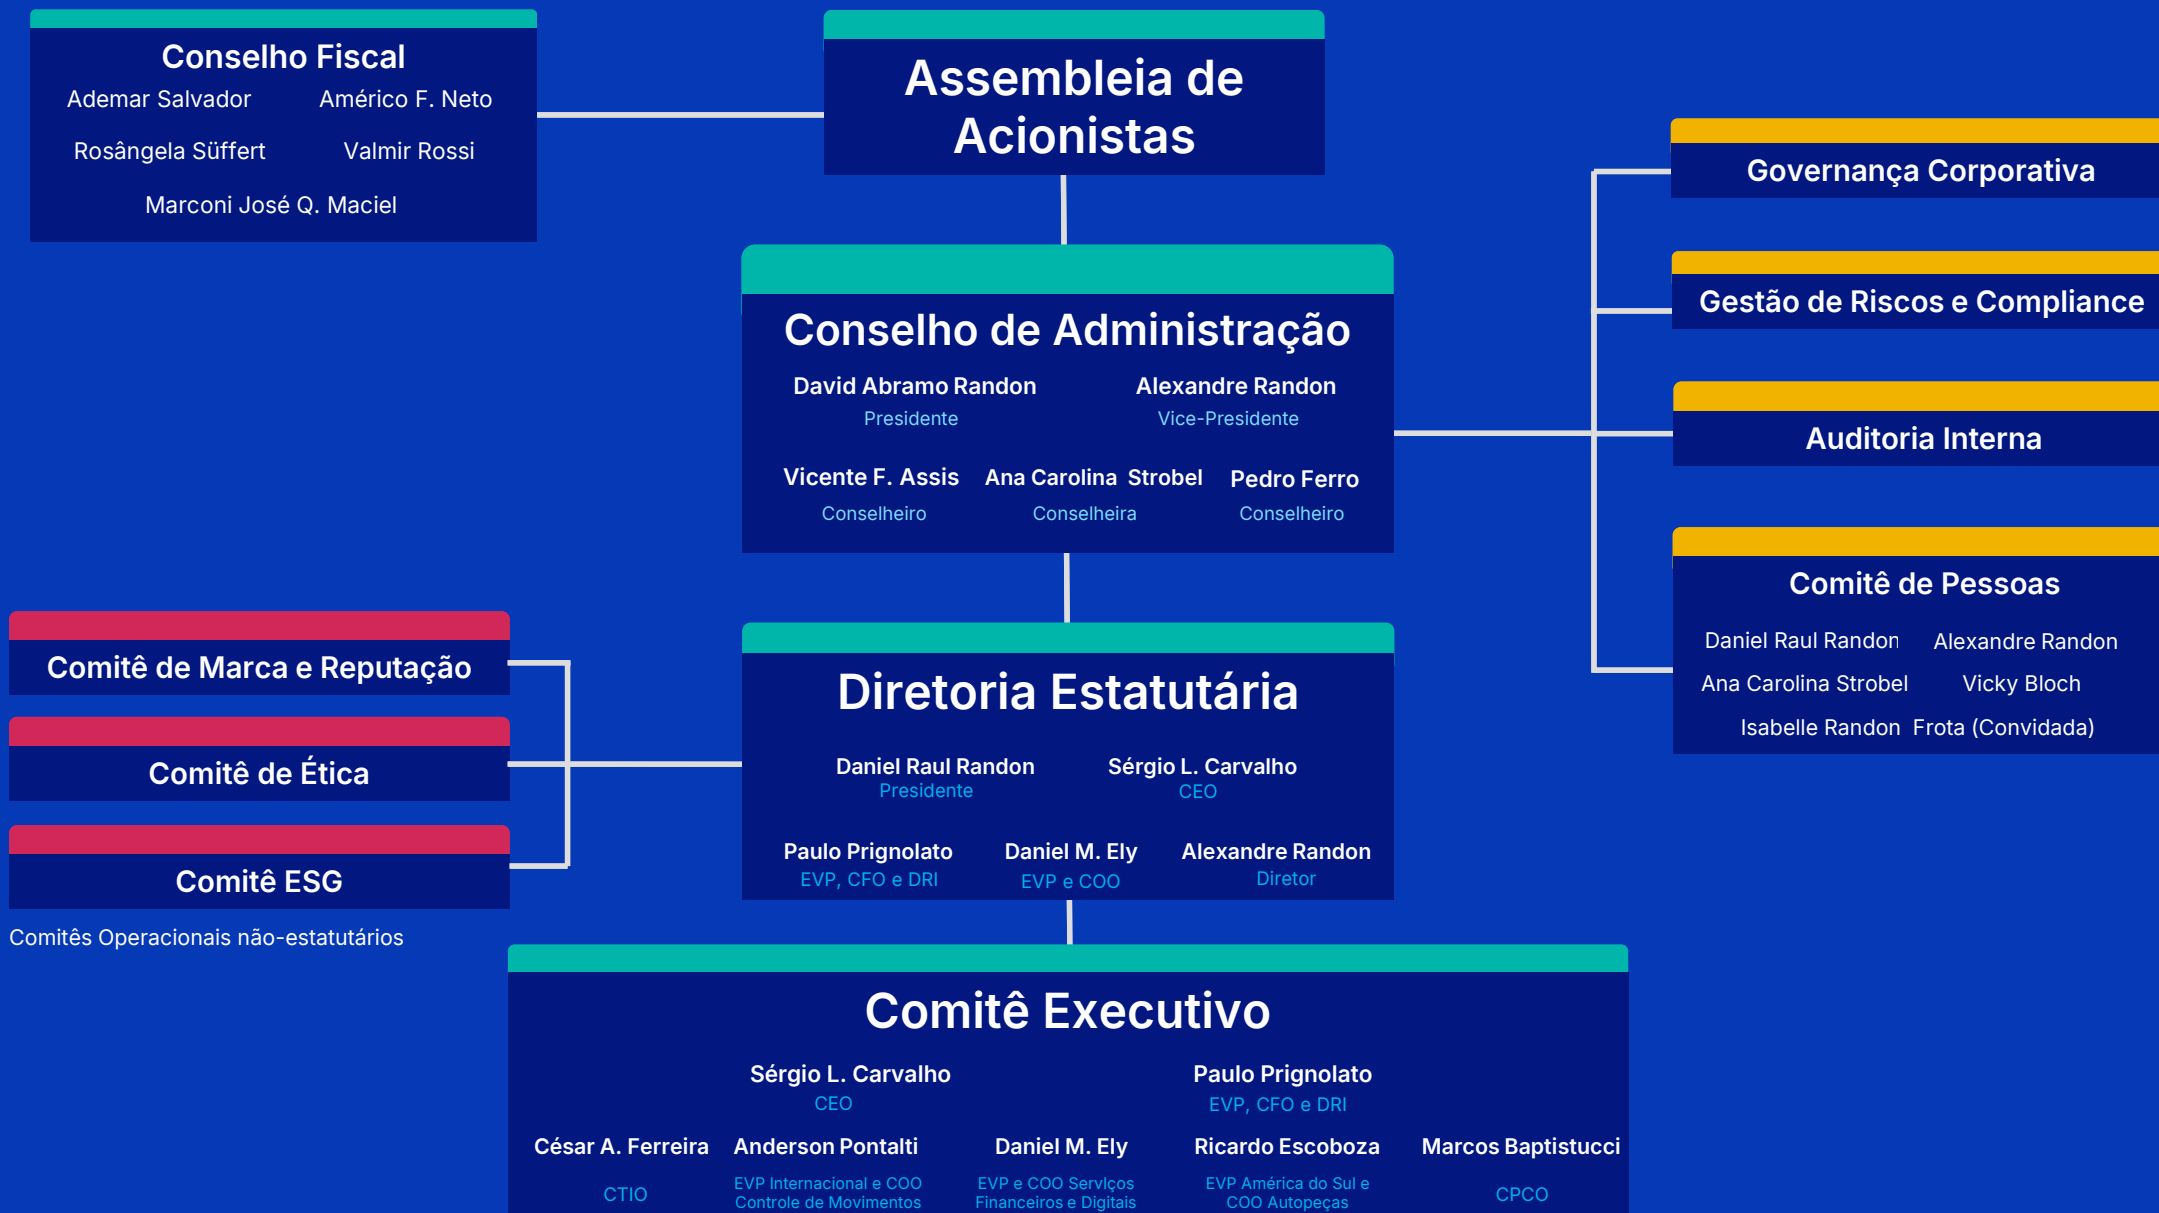 Conselho Fiscal
Ademar Salvador Américo F. Neto
Rosângela Süffert Valmir Rossi
Marconi José Q. Maciel
Assembleia de
Acionistas
Governança Corporativa
Gestão de Riscos e Compliance
Auditoria Interna
Comitê de Pessoas
Daniel Raul Randon Alexandre Randon
Ana Carolina Strobel Vicky Bloch
Isabelle Randon Frota (Convidada)
Conselho de Administração
David Abramo Randon Alexandre Randon
Presidente Vice-Presidente
Vicente F. Assis Ana Carolina Strobel Pedro Ferro
Conselheiro Conselheira Conselheiro
Comitê de Marca e Reputação
Comitê de Ética
Comitê ESG
Comitês Operacionais não-estatutários
Diretoria Estatutária
Daniel Raul Randon Sérgio L. Carvalho
Presidente CEO
Paulo Prignolato Daniel M. Ely Alexandre Randon
EVP, CFO e DRI EVP e COO Diretor
Comitê Executivo
Sérgio L. Carvalho Paulo Prignolato
CEO EVP, CFO e DRI
César A. Ferreira Anderson Pontalti Daniel M. Ely Ricardo Escoboza Marcos Baptistucci
CTIO EVP Internacional e COO EVP e COO ServIços EVP América do Sul e CPCO
Controle de Movimentos Financeiros e Digitais COO Autopeças